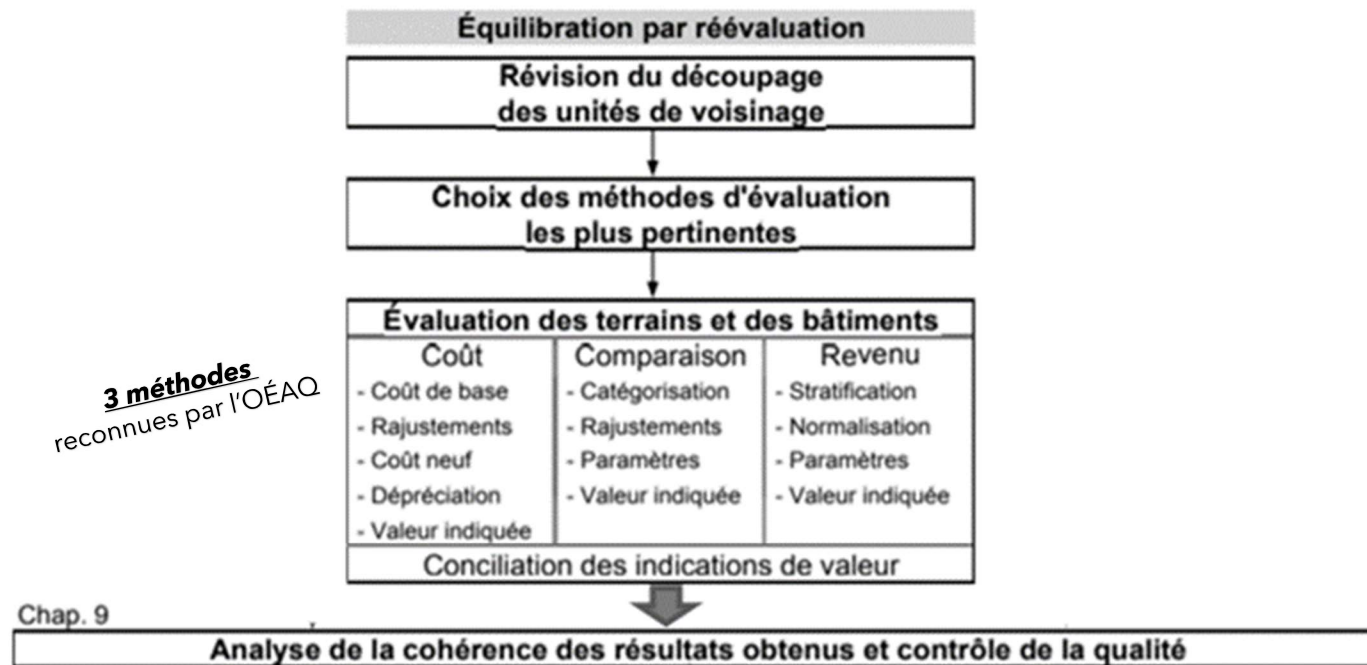 Équilibration par réévaluation
Révision du découpage
des unités de voisinage
Choix des méthodes d'évaluation
les plus pertinentes
Évaluation des terrains et des bâtiments
3 méthodes
reconnues par l'OÉAQ
Coût
- Coût de base
- Rajustements
- Coût neuf
- Dépréciation
- Valeur indiquée
Comparaison
- Catégorisation
- Rajustements
- Paramètres
- Valeur indiquée
Revenu
- Stratification
- Normalisation
- Paramètres
- Valeur indiquée
Conciliation des indications de valeur
Chap. 9
Analyse de la cohérence des résultats obtenus et contrôle de la qualité